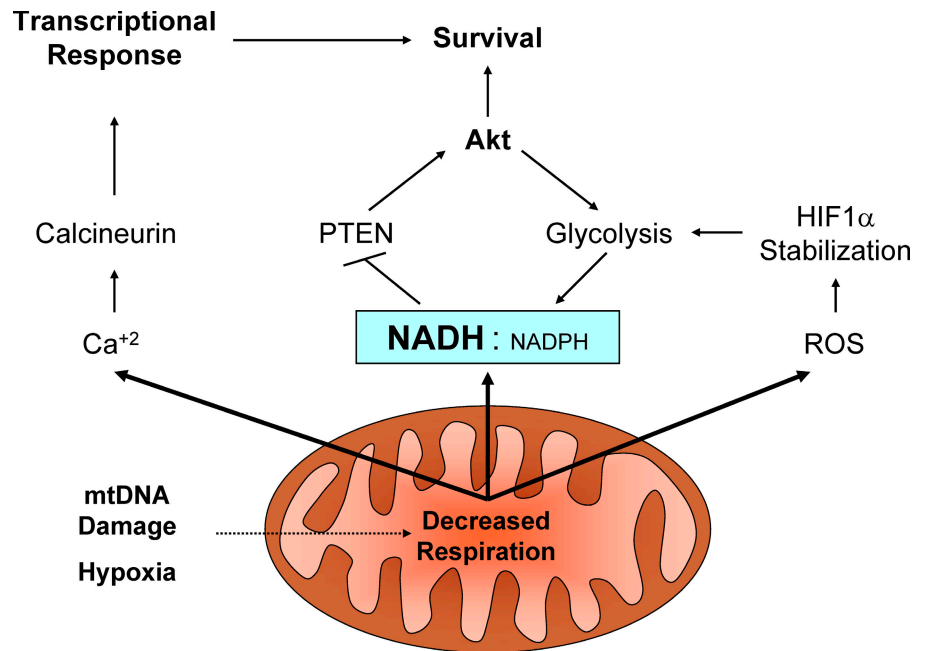 Transcriptional
Response
Survival
Akt
Calcineurin
PTEN
Glycolysis
HIF1α
Stabilization
Ca+2
NADH : NADPH
ROS
mtDNA
Damage
Hypoxia
Decreased
Respiration